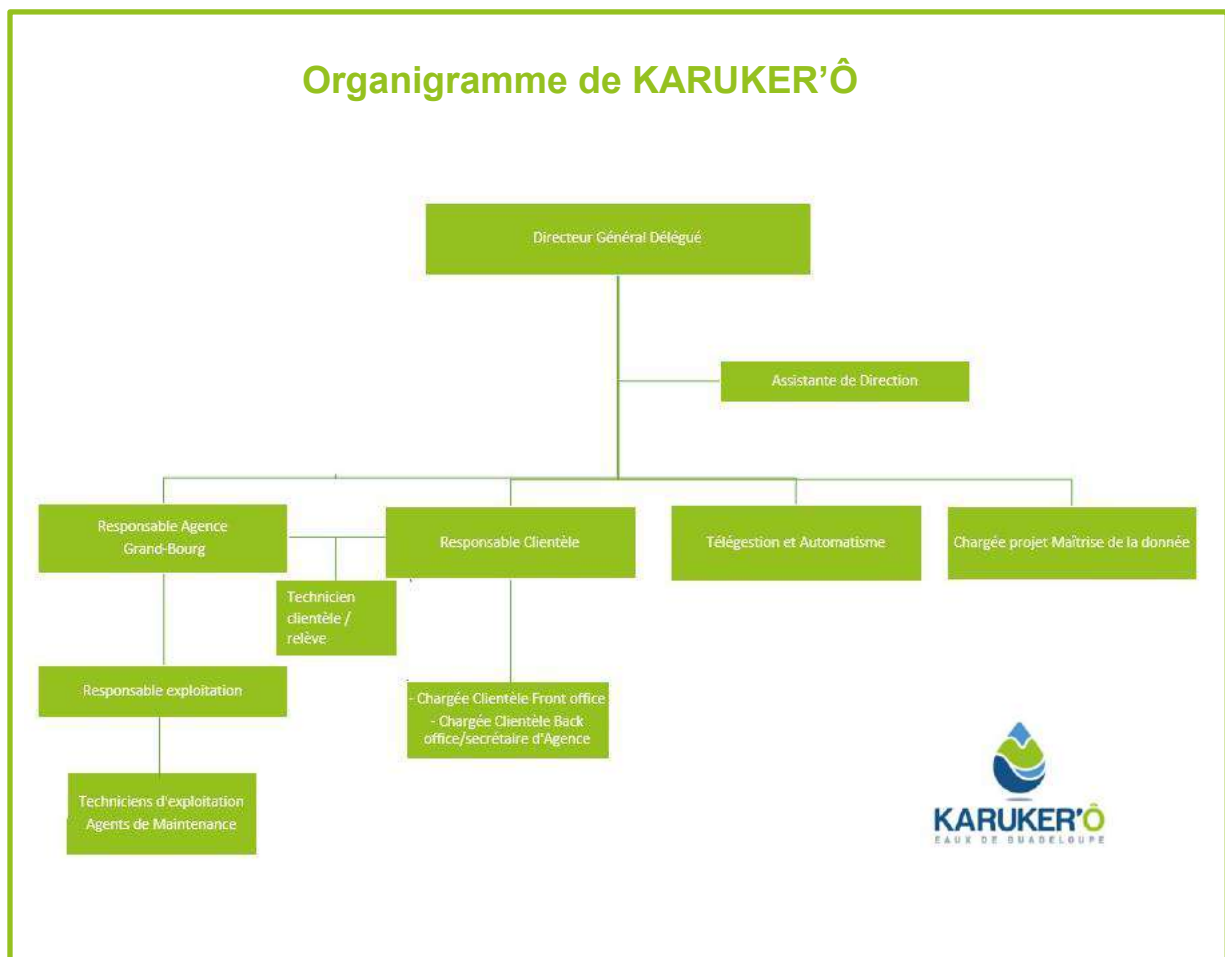 Organigramme de KARUKER'Ô
Directeur Général Délégué
Assistante de Direction
Responsable Agence
Grand-Bourg
Responsable Clientèle
Télégestion et Automatisme
Chargée projet Maîtrise de la donnée
Technicien
clientèle /
relève
Responsable exploitation
- Chargée Clientèle Front office
- Chargée Clientèle Back
office/secrétaire d'Agence
Techniciens d'exploitation
Agents de Maintenance
KARUKER'Ô
EAUX DE GUADELOUPE